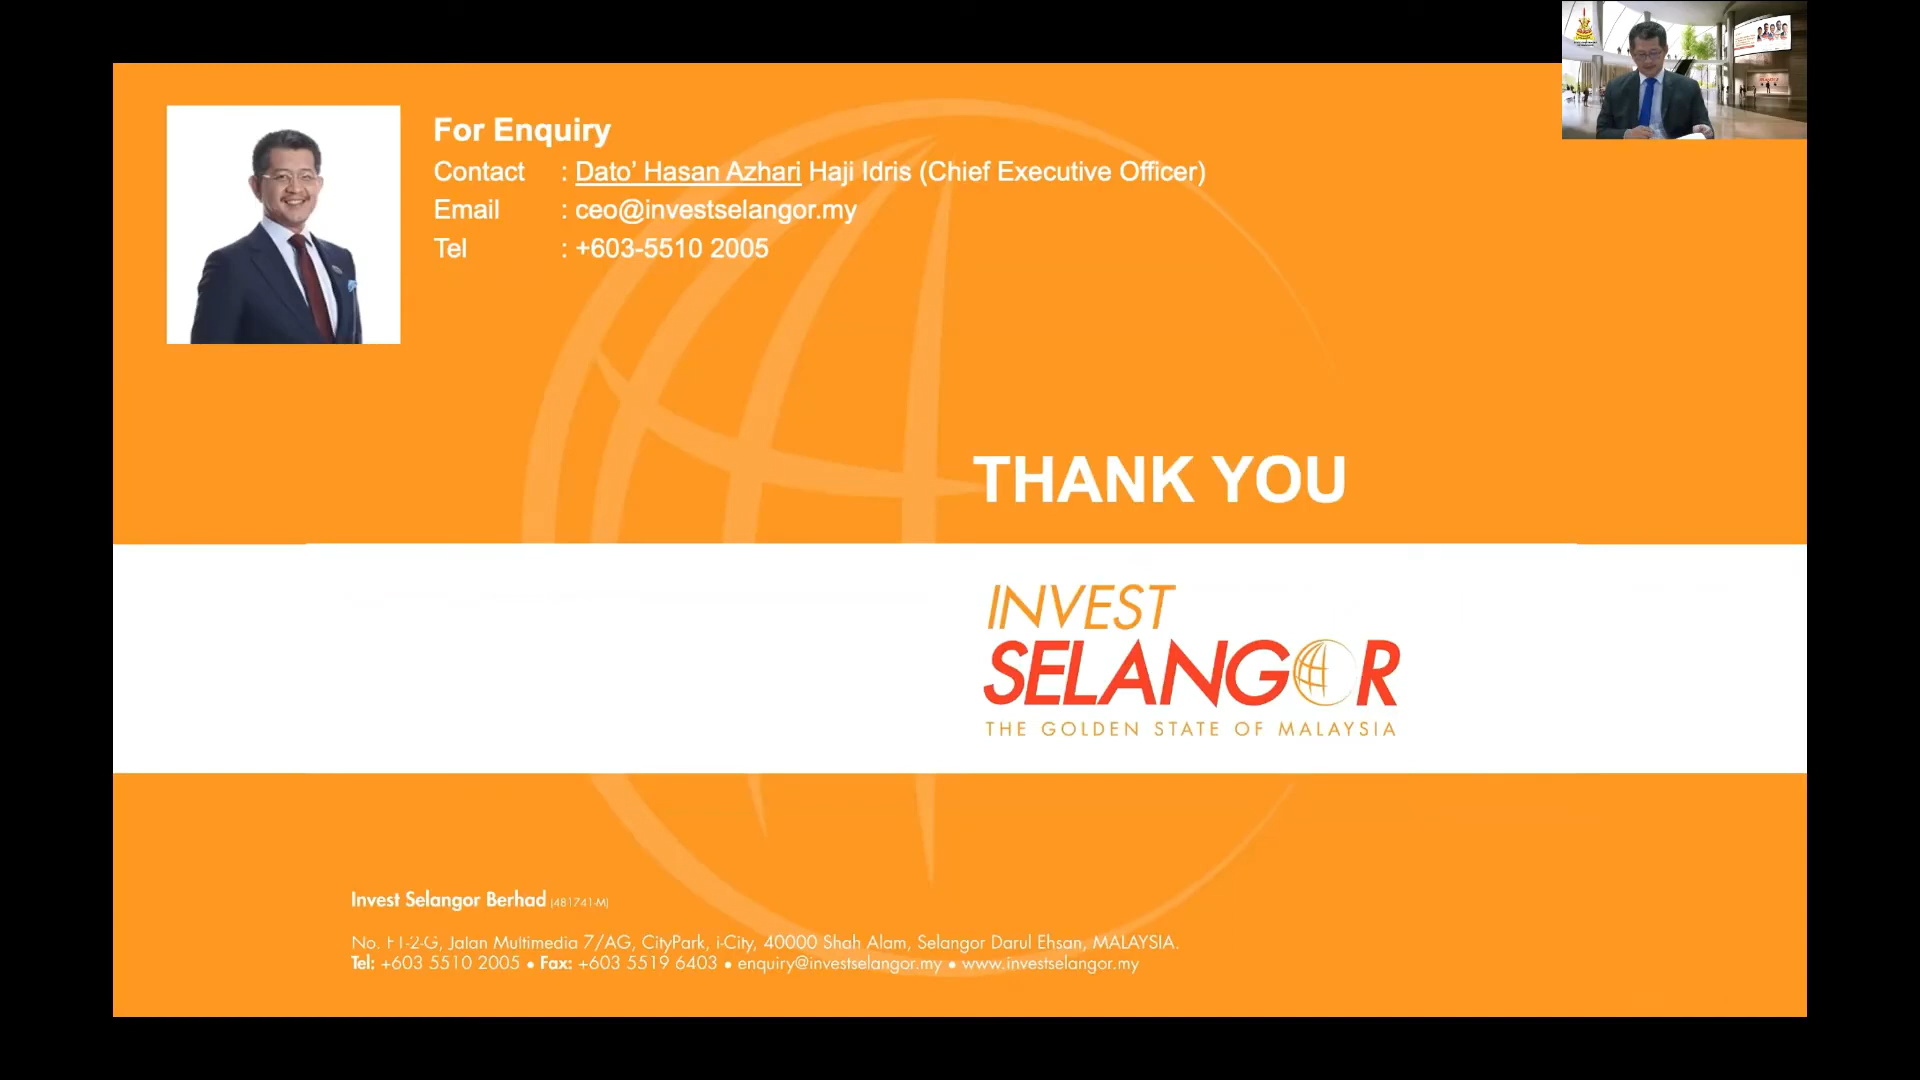 For Enquiry
Contact : Dato’ Hasan Azhari Haji Idris (Chief Executive Officer)
Email : ceo@investselangor.my
Tel : +603-5510 2005
THANK YOU
INVEST
SELANGOR
THE GOLDEN STATE OF MALAYSIA
Invest Selangor Berhad (481741-M)
No. F1-2-G, Jalan Multimedia 7/AG, CityPark, i-City, 40000 Shah Alam, Selangor Darul Ehsan, MALAYSIA.
Tel: +603 5510 2005 • Fax: +603 5519 6403 • enquiry@investselangor.my • www.investselangor.my